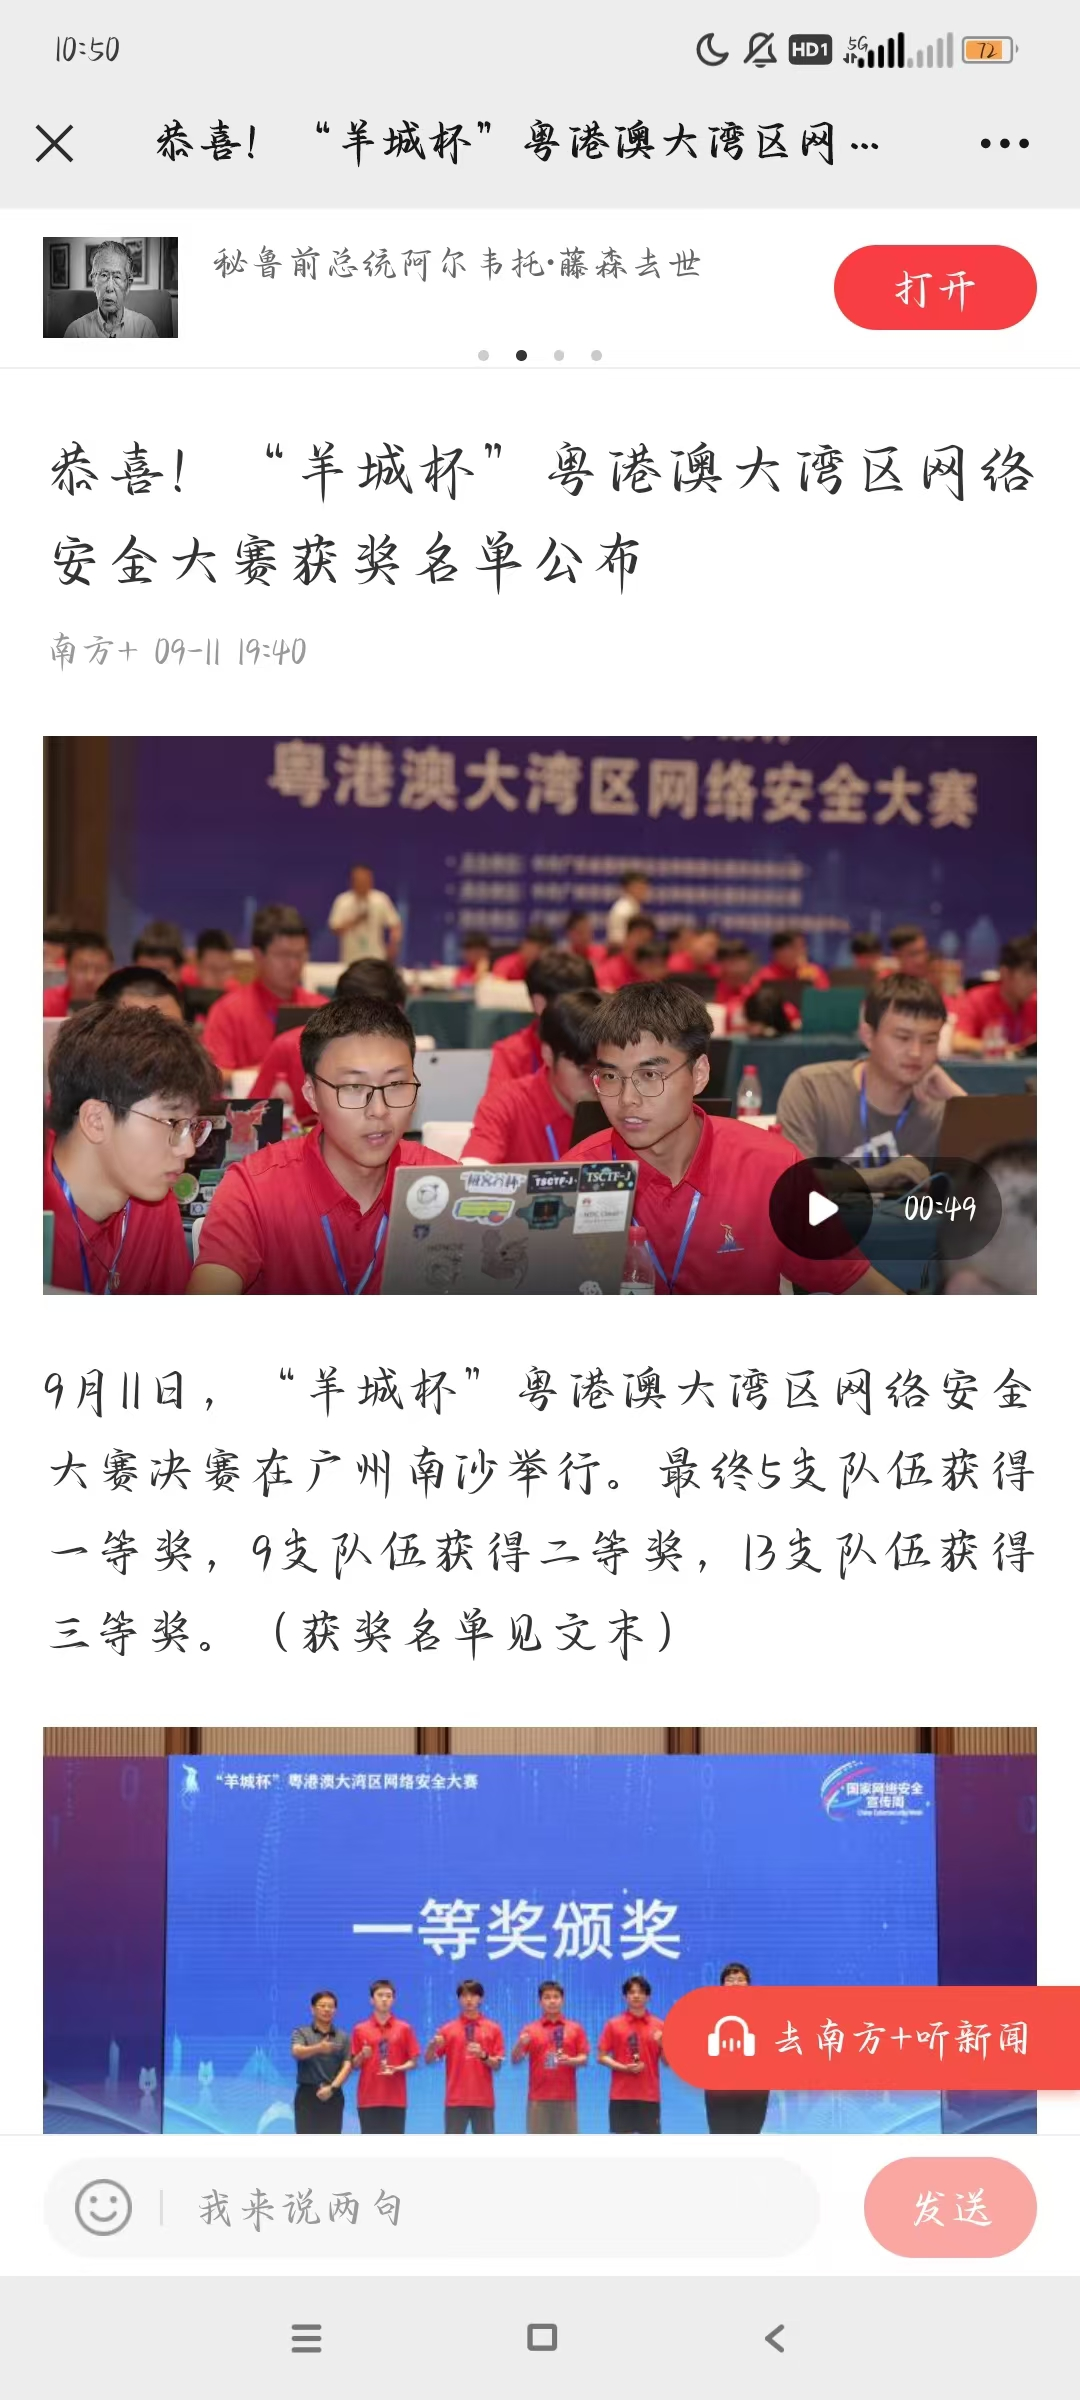 10:50
HD1
5G
72
恭喜！“羊城杯”粤港澳大湾区网…
秘鲁前总统阿尔韦托·藤森去世
打开
恭喜！“羊城杯”粤港澳大湾区网络
安全大赛获奖名单公布
南方+ 09-11 19:40
粤港澳大湾区网络安全大赛
TSCTF-J
TSCTF-J
00:49
9月11日，“羊城杯”粤港澳大湾区网络安全
大赛决赛在广州南沙举行。最终5支队伍获得
一等奖，9支队伍获得二等奖，13支队伍获得
三等奖。（获奖名单见文末）
“羊城杯”粤港澳大湾区网络安全大赛
国家网络安全
宣传周
一等奖颁奖
去南方+听新闻
我来说两句
发送